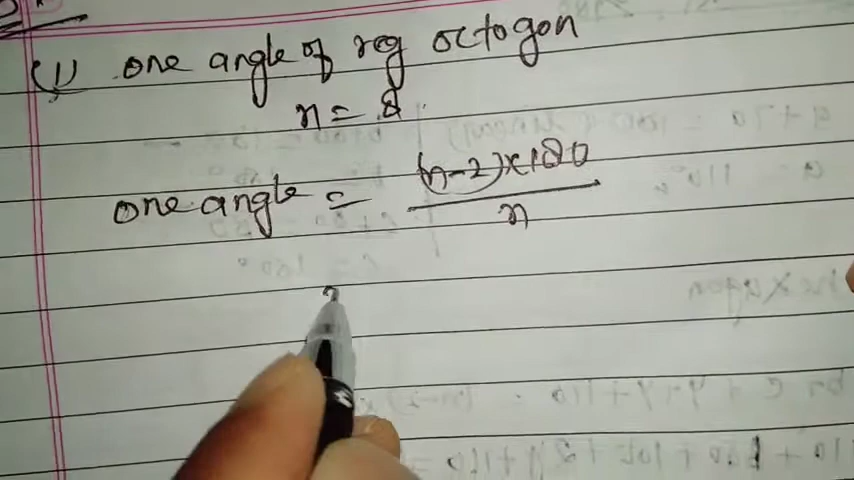 (1) one angle of reg octogon
n = 8
one angle = (n-2)×180
n
=